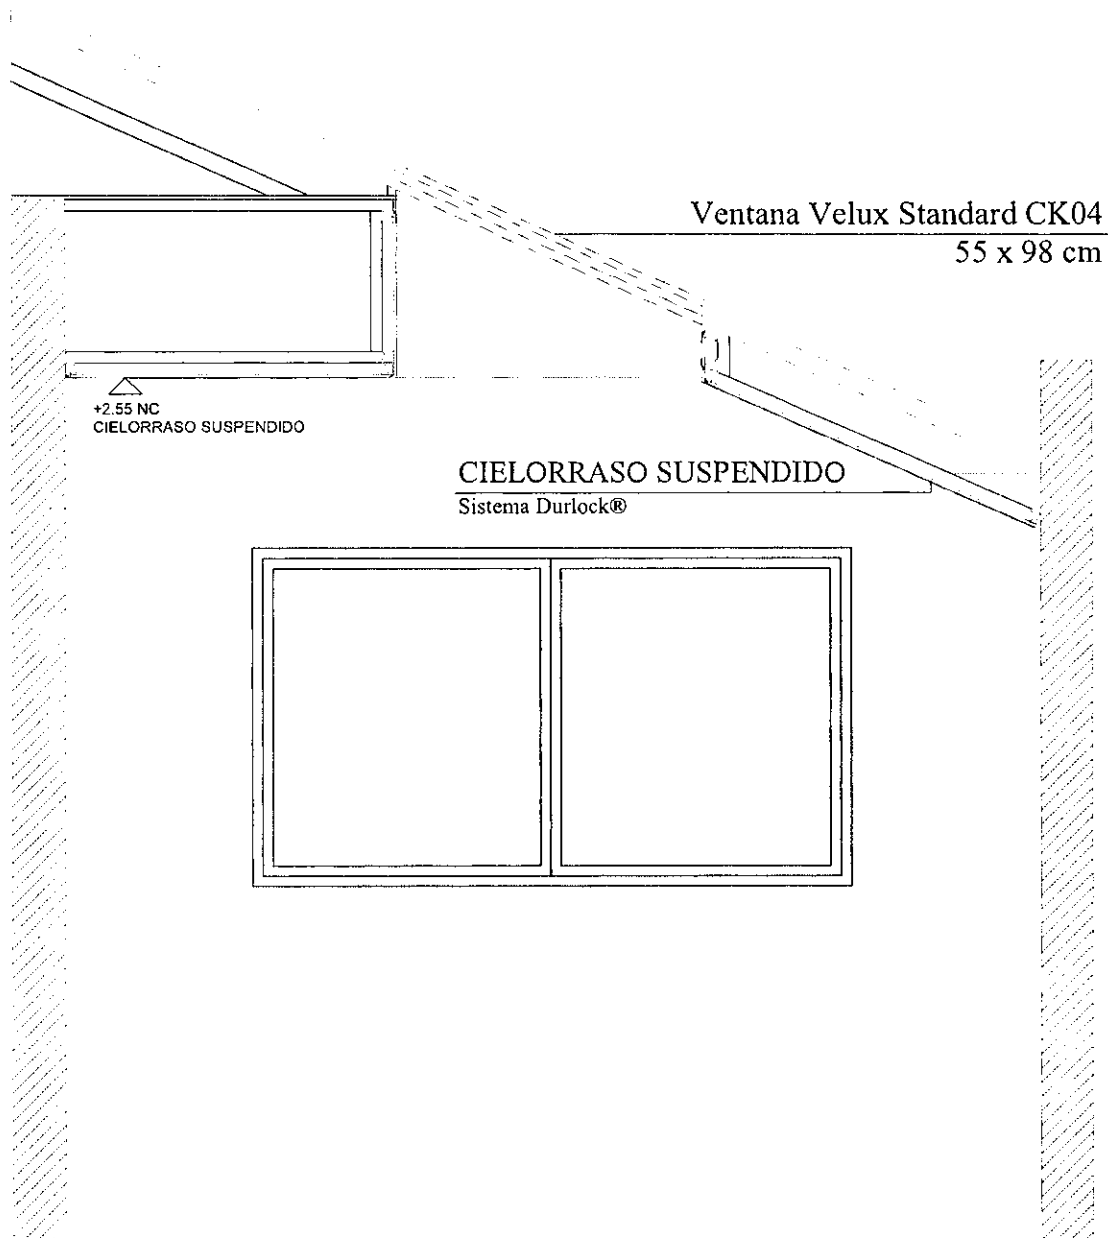 Ventana Velux Standard CK04
55 x 98 cm
+2.55 NC
CIELORRASO SUSPENDIDO
CIELORRASO SUSPENDIDO
Sistema Durlock®